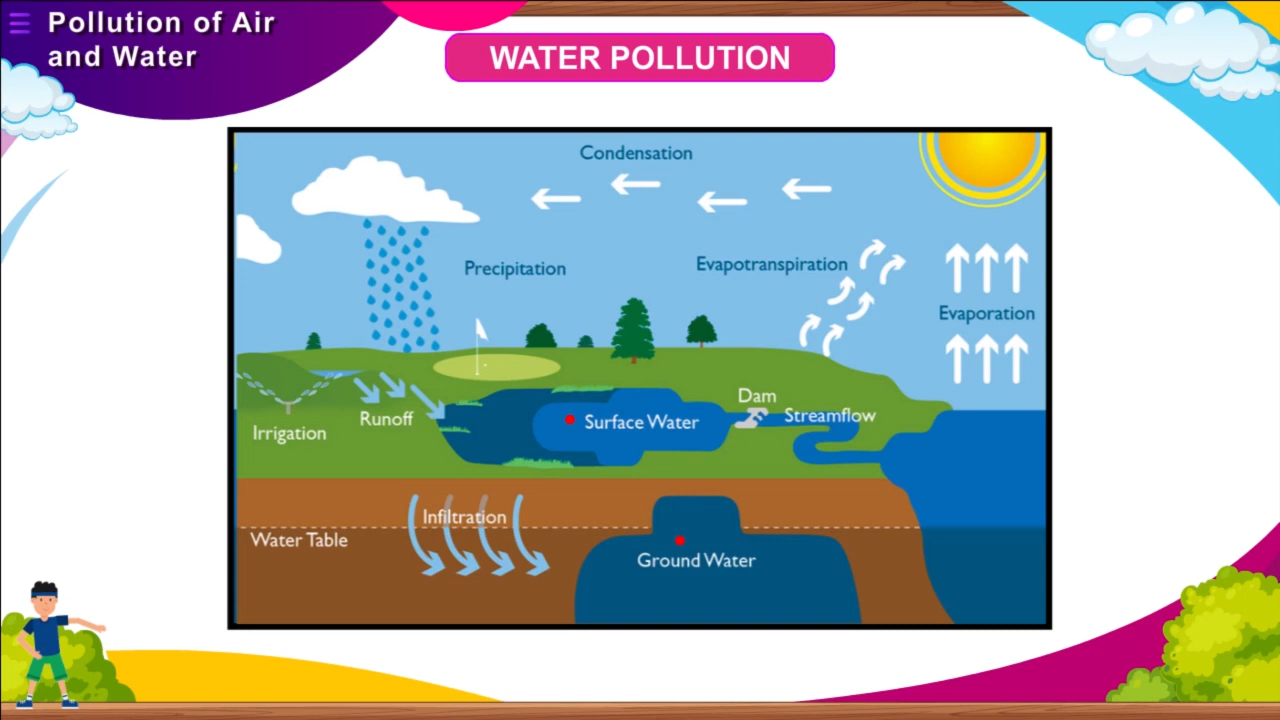 Pollution of Air
and Water
WATER POLLUTION
Condensation
Precipitation
Evapotranspiration
Evaporation
Dam
Streamflow
Surface Water
Runoff
Irrigation
Infiltration
Water Table
Ground Water